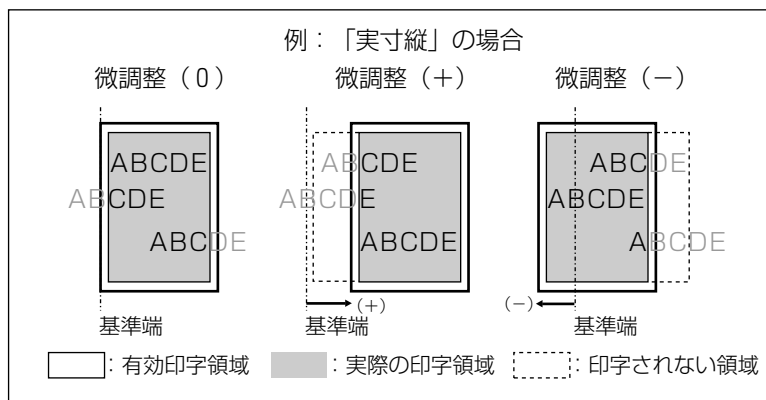 例：「実寸縦」の場合
微調整（0） 微調整（＋） 微調整（－）
ABCDE ABCDE ABCDE
ABCDE ABCDE ABCDE
ABCDE ABCDE ABCDE
（＋） （－）
基準端 基準端 基準端
：有効印字領域 ：実際の印字領域 ：印字されない領域